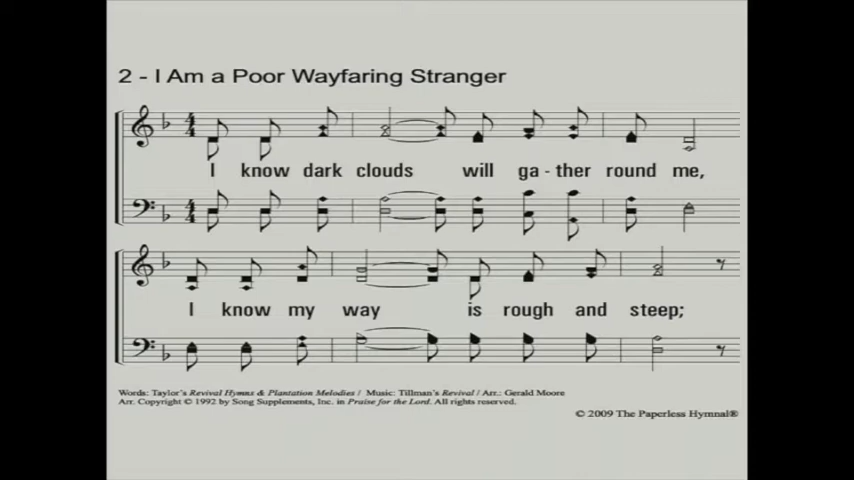 2 - I Am a Poor Wayfaring Stranger
I know dark clouds will ga - ther round me,
I know my way is rough and steep;
Words: Taylor's Revival Hymns & Plantation Melodies / Music: Tillman's Revival / Arr.: Gerald Moore
Arr. Copyright © 1992 by Song Supplements, Inc. in Praise for the Lord. All rights reserved.
© 2009 The Paperless Hymnal®